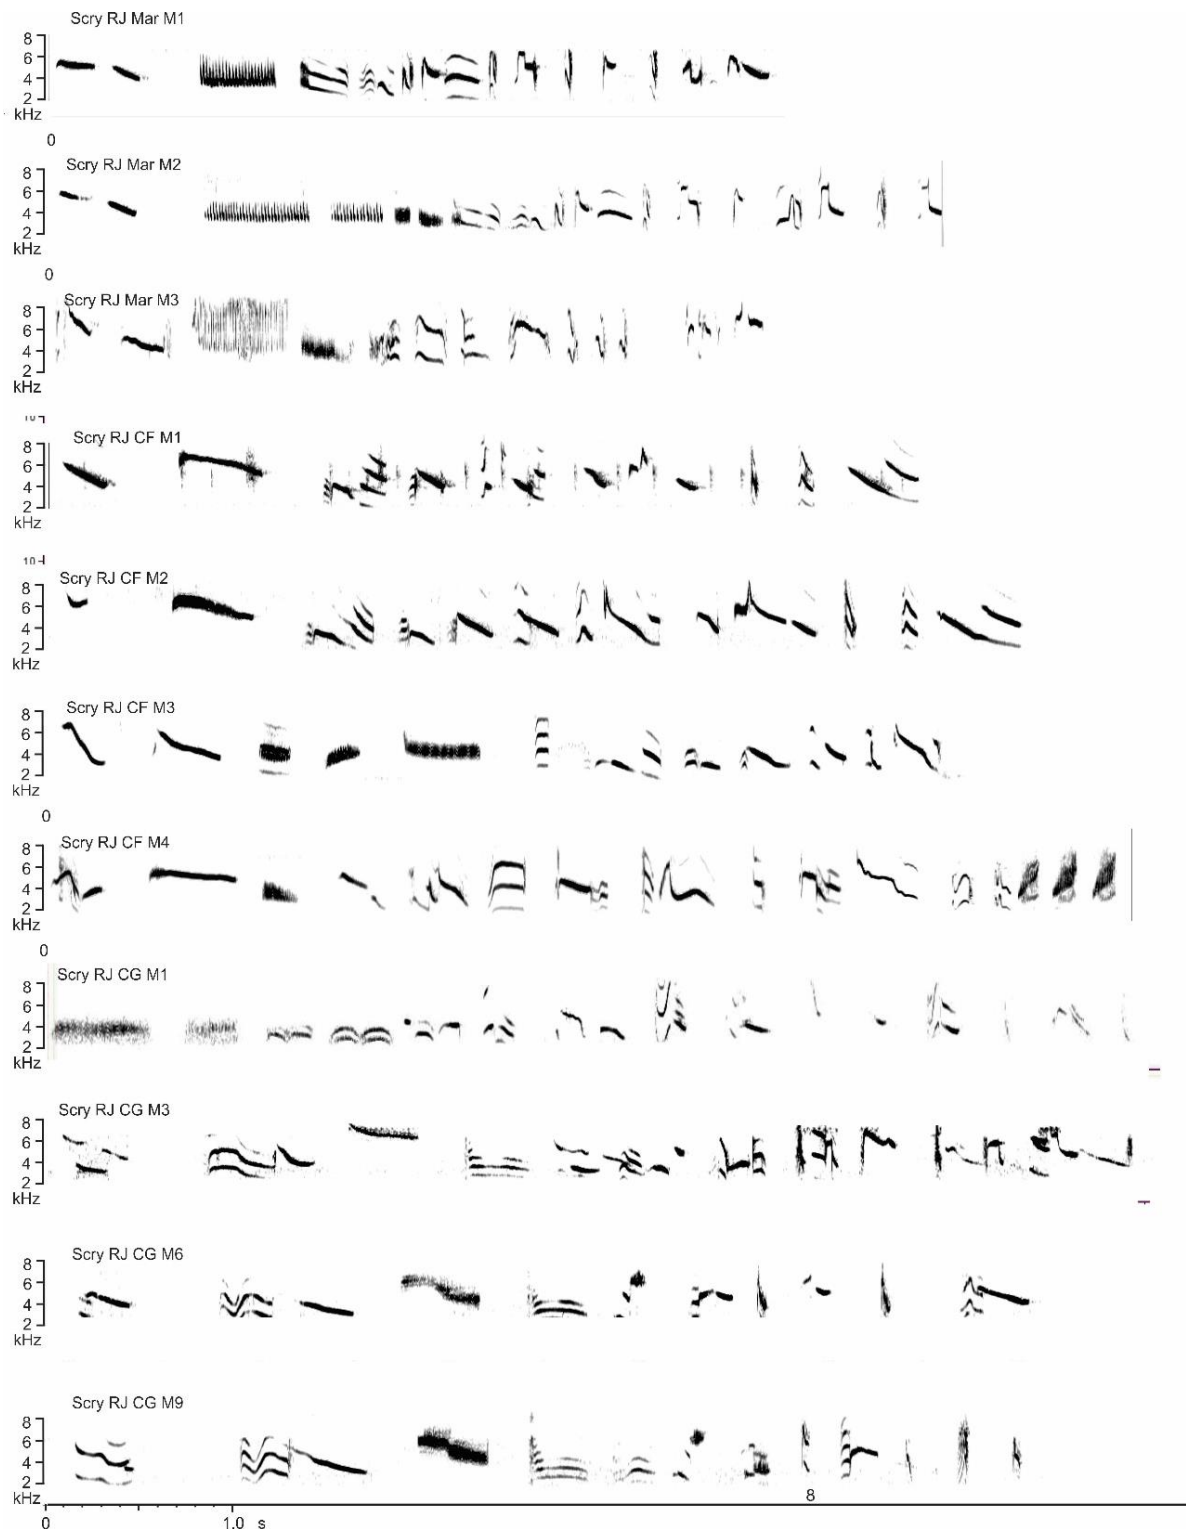 Scry RJ Mar M1
8
6
4
2
kHz
0
Scry RJ Mar M2
8
6
4
2
kHz
0
Scry RJ Mar M3
8
6
4
2
kHz
10
Scry RJ CF M1
8
6
4
2
kHz
10
Scry RJ CF M2
8
6
4
2
kHz
Scry RJ CF M3
8
6
4
2
kHz
0
Scry RJ CF M4
8
6
4
2
kHz
0
Scry RJ CG M1
8
6
4
2
kHz
Scry RJ CG M3
8
6
4
2
kHz
Scry RJ CG M6
8
6
4
2
kHz
Scry RJ CG M9
8
6
4
2
kHz
8
0 1.0 s